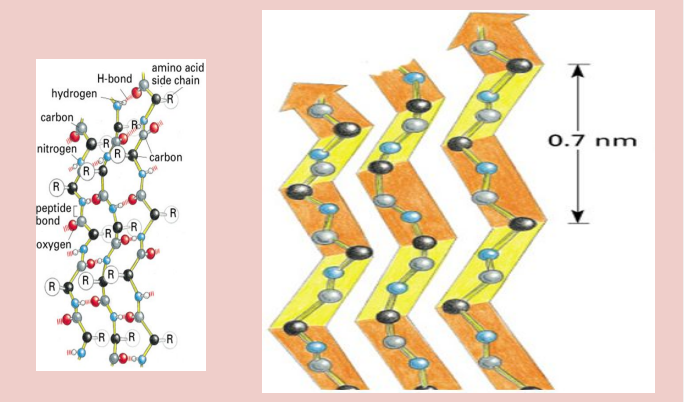 amino acid
side chain
H-bond
hydrogen
R
carbon
R
nitrogen
R
R
carbon
R
R
peptide
bond
R
R
R
oxygen
R
R
R
R
R
R
R
0.7 nm